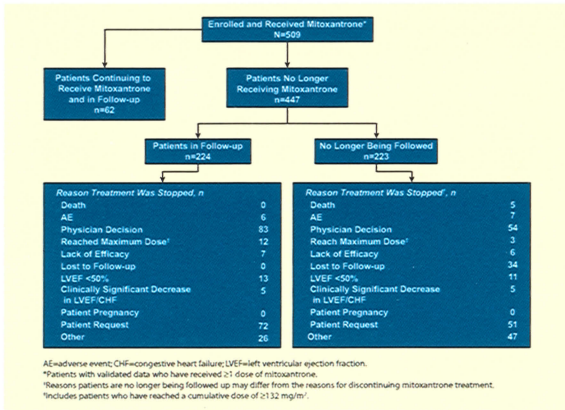 Enrolled and Received Mitoxantrone*
N=509
Patients Continuing to
Receive Mitoxantrone
and in Follow-up
n=62
Patients No Longer
Receiving Mitoxantrone
n=447
Patients in Follow-up
n=224
No Longer Being Followed
n=223
Reason Treatment Was Stopped, n
Death 0
AE 6
Physician Decision 83
Reached Maximum Dose‡ 12
Lack of Efficacy 7
Lost to Follow-up 0
LVEF <50% 13
Clinically Significant Decrease 5
in LVEF/CHF
Patient Pregnancy 0
Patient Request 72
Other 26
Reason Treatment Was Stopped†, n
Death 5
AE 7
Physician Decision 54
Reach Maximum Dose‡ 3
Lack of Efficacy 6
Lost to Follow-up 34
LVEF <50% 11
Clinically Significant Decrease 5
in LVEF/CHF
Patient Pregnancy 0
Patient Request 51
Other 47
AE=adverse event; CHF=congestive heart failure; LVEF=left ventricular ejection fraction.
*Patients with validated data who have received ≥1 dose of mitoxantrone.
†Reasons patients are no longer being followed up may differ from the reasons for discontinuing mitoxantrone treatment.
‡Includes patients who have reached a cumulative dose of ≥132 mg/m².